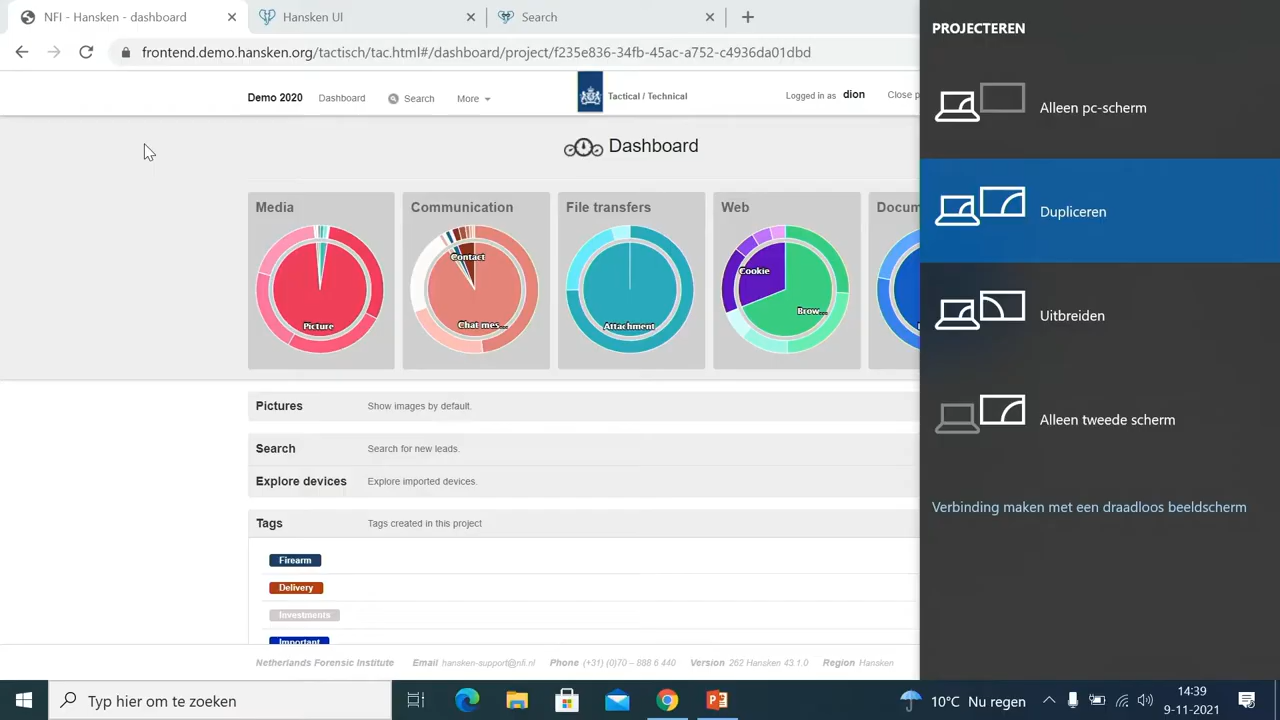 NFI - Hansken - dashboard
Hansken UI
Search
frontend.demo.hansken.org/tactisch/tac.html#/dashboard/project/f235e836-34fb-45ac-a752-c4936da01dbd
Demo 2020 Dashboard Search More
Tactical / Technical
Logged in as dion Close p
Dashboard
Media
Picture
Communication
Contact
Chat mes...
File transfers
Attachment
Web
Cookie
Brow...
Docum
Pictures Show images by default.
Search Search for new leads.
Explore devices Explore imported devices.
Tags Tags created in this project
Firearm
Delivery
Investments
Important
Netherlands Forensic Institute Email hansken-support@nfi.nl Phone (+31) (0)70 – 888 6 440 Version 262 Hansken 43.1.0 Region Hansken
PROJECTEREN
Alleen pc-scherm
Dupliceren
Uitbreiden
Alleen tweede scherm
Verbinding maken met een draadloos beeldscherm
Typ hier om te zoeken
10°C Nu regen
14:39
9-11-2021